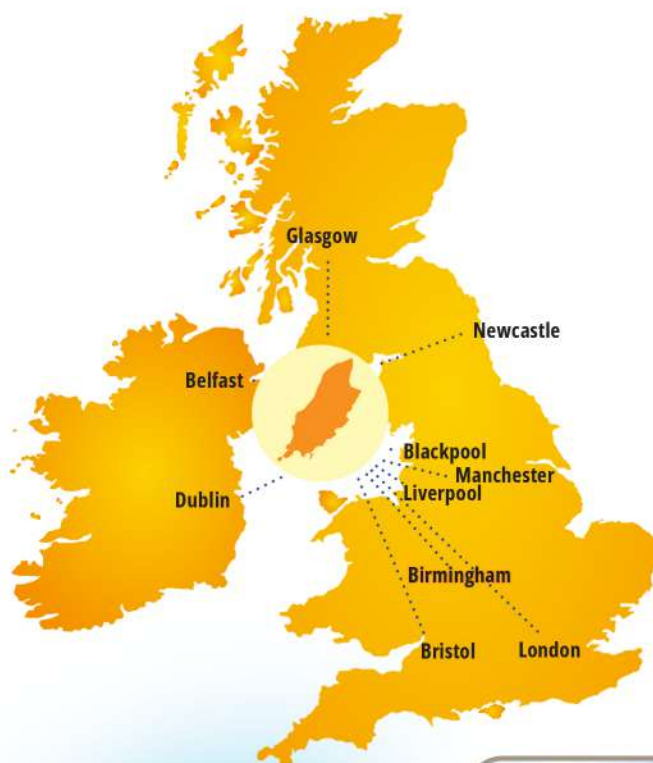 Glasgow
Newcastle
Belfast
Blackpool
Manchester
Dublin
Liverpool
Birmingham
Bristol
London